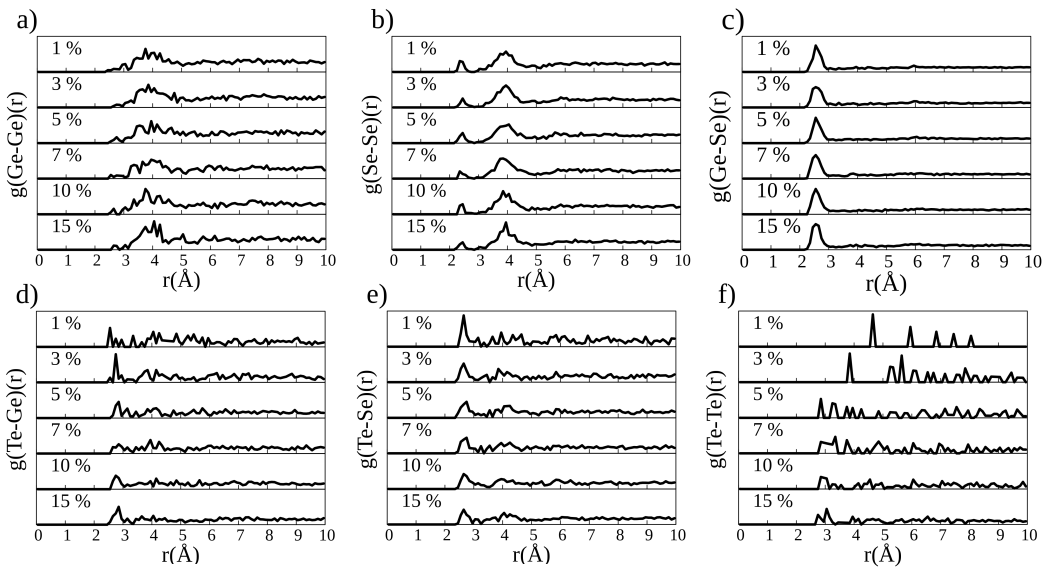 a)
g(Ge-Ge)(r)
1 %
3 %
5 %
7 %
10 %
15 %
0 1 2 3 4 5 6 7 8 9 10
r(Å)
b)
g(Se-Se)(r)
1 %
3 %
5 %
7 %
10 %
15 %
0 1 2 3 4 5 6 7 8 9 10
r(Å)
c)
g(Ge-Se)(r)
1 %
3 %
5 %
7 %
10 %
15 %
0 1 2 3 4 5 6 7 8 9 10
r(Å)
d)
g(Te-Ge)(r)
1 %
3 %
5 %
7 %
10 %
15 %
0 1 2 3 4 5 6 7 8 9 10
r(Å)
e)
g(Te-Se)(r)
1 %
3 %
5 %
7 %
10 %
15 %
0 1 2 3 4 5 6 7 8 9 10
r(Å)
f)
g(Te-Te)(r)
1 %
3 %
5 %
7 %
10 %
15 %
0 1 2 3 4 5 6 7 8 9 10
r(Å)